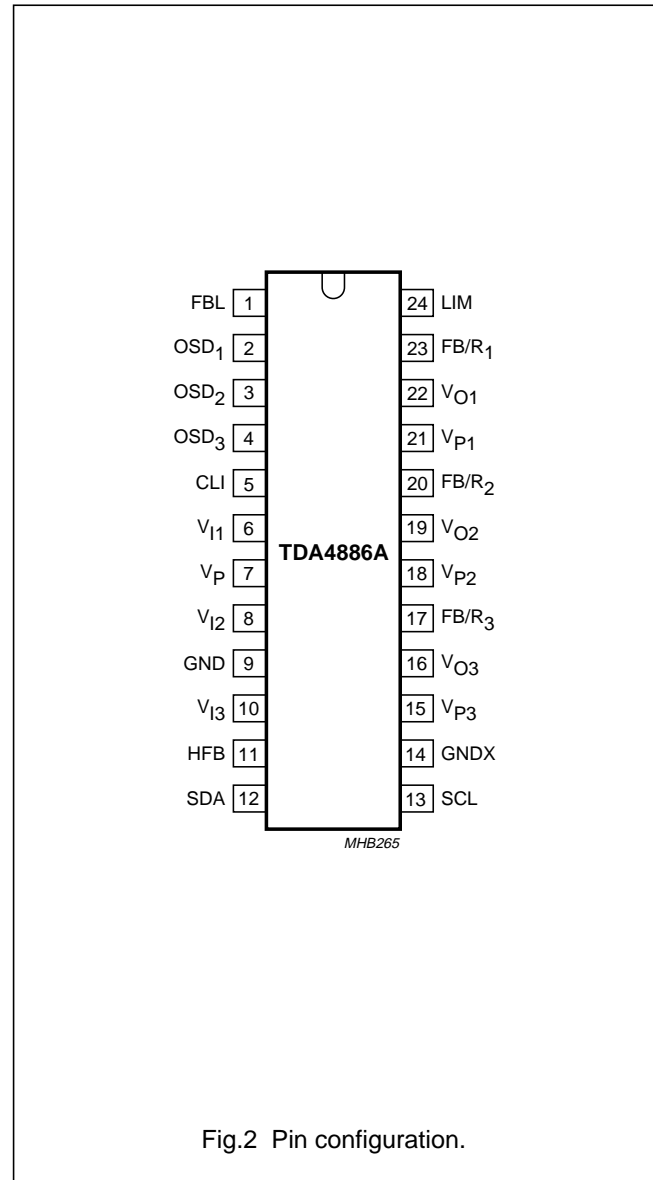 FBL 1 24 LIM
OSD1 2 23 FB/R1
OSD2 3 22 VO1
OSD3 4 21 VP1
CLI 5 20 FB/R2
VI1 6 19 VO2
TDA4886A
VP 7 18 VP2
VI2 8 17 FB/R3
GND 9 16 VO3
VI3 10 15 VP3
HFB 11 14 GNDX
SDA 12 13 SCL
MHB265
Fig.2 Pin configuration.